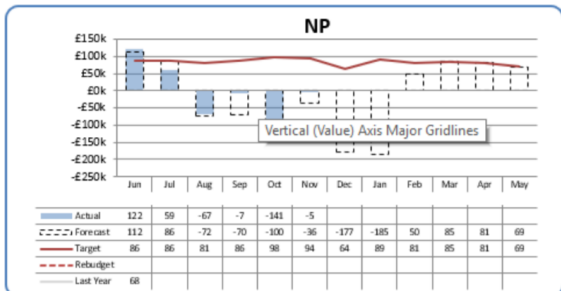 NP
£150k
£100k
£50k
£0k
-£50k
-£100k
-£150k
-£200k
-£250k
Vertical (Value) Axis Major Gridlines
Jun Jul Aug Sep Oct Nov Dec Jan Feb Mar Apr May
Actual 122 59 -67 -7 -141 -5
Forecast 112 86 -72 -70 -100 -36 -177 -185 50 85 81 69
Target 86 86 81 86 98 94 64 89 81 85 81 69
Rebudget
Last Year 68